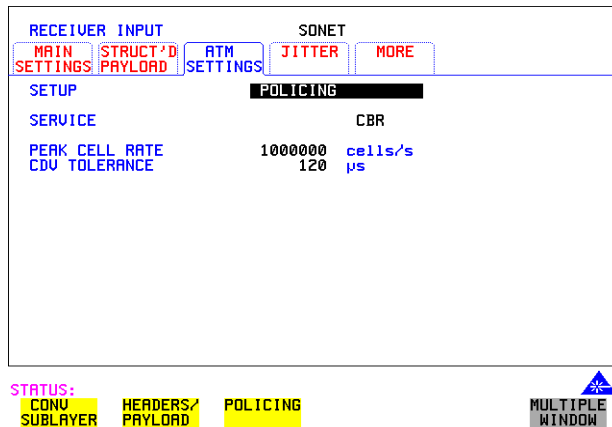 RECEIVER INPUT SONET
MAIN SETTINGS STRUCT'D PAYLOAD ATM SETTINGS JITTER MORE
SETUP POLICING
SERVICE CBR
PEAK CELL RATE 1000000 cells/s
CDV TOLERANCE 120 µs
STATUS:
CONV SUBLAYER HEADERS/ PAYLOAD POLICING MULTIPLE WINDOW